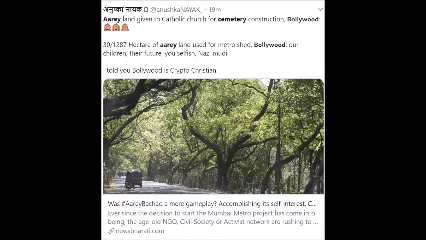 अनुष्का नायक @anushkaNAYAK_ · 19m
Aarey land given to Catholic church for cemetery construction, Bollywood:
🙈🙈🙈
30/1287 Hectare of aarey land used for metro shed, Bollywood: our
children, their future, you selfish, Nazi modi
I told you Bollywood is Crypto Christian.
Was #AareyBachao a mere gameplay? Accomplishing its self-interest, C...
Ever since the decision to start the Mumbai Metro project has come into
being, the age-old NGO, Civil Society or Activist network are rushing to ...
newsbharati.com